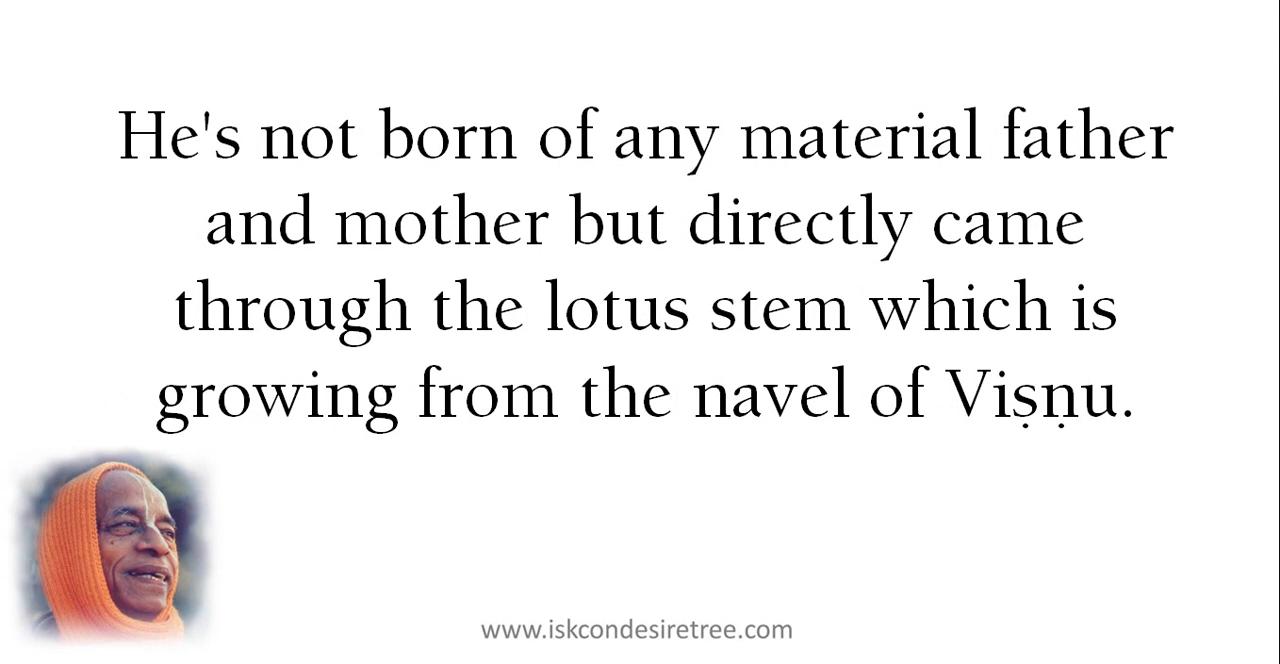 He's not born of any material father
and mother but directly came
through the lotus stem which is
growing from the navel of Viṣṇu.
www.iskcondesiretree.com